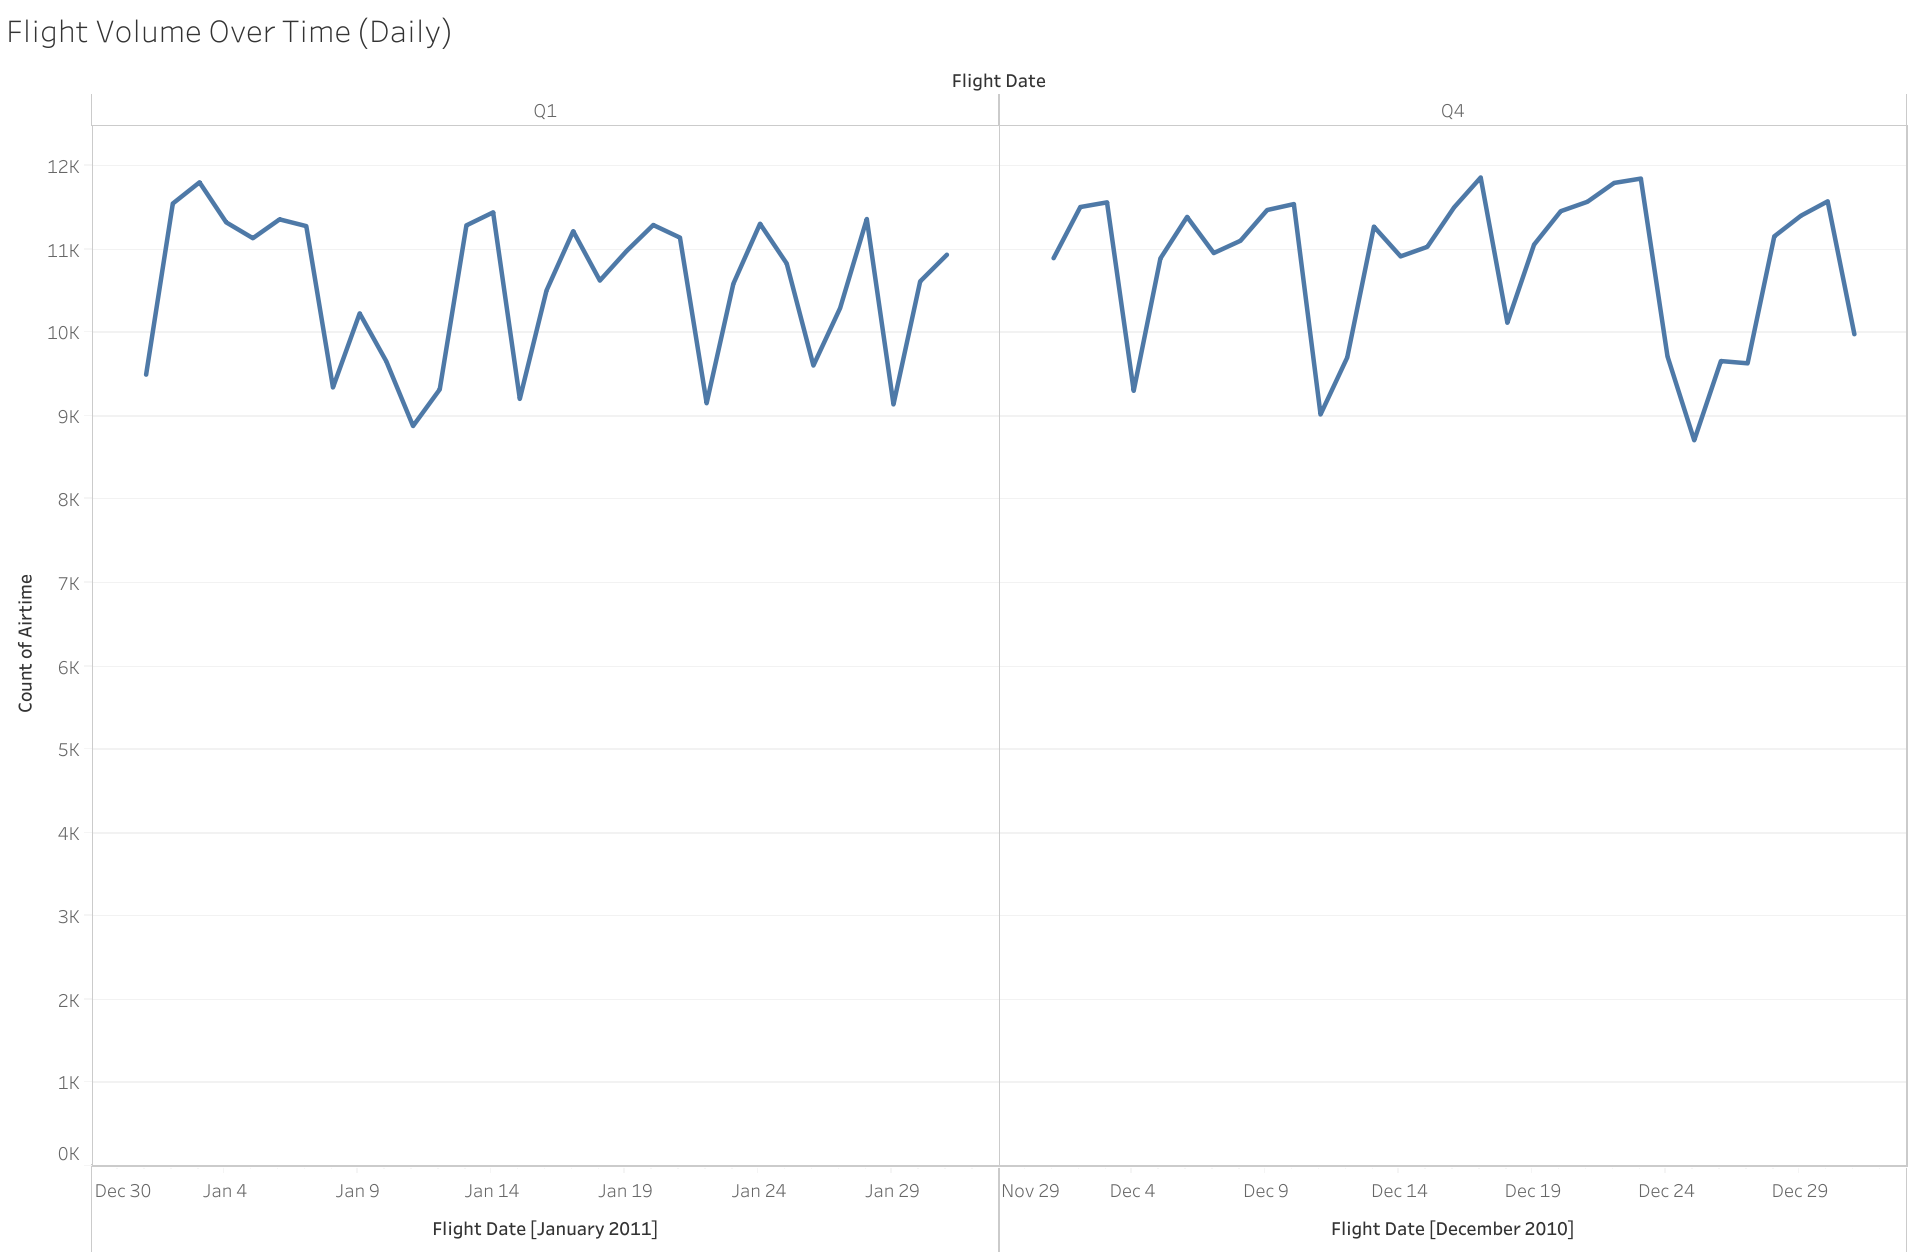 Flight Volume Over Time (Daily)
Flight Date
Q1 Q4
12K
11K
10K
9K
8K
7K
6K
5K
4K
3K
2K
1K
0K
Count of Airtime
Dec 30 Jan 4 Jan 9 Jan 14 Jan 19 Jan 24 Jan 29 Nov 29 Dec 4 Dec 9 Dec 14 Dec 19 Dec 24 Dec 29
Flight Date [January 2011] Flight Date [December 2010]